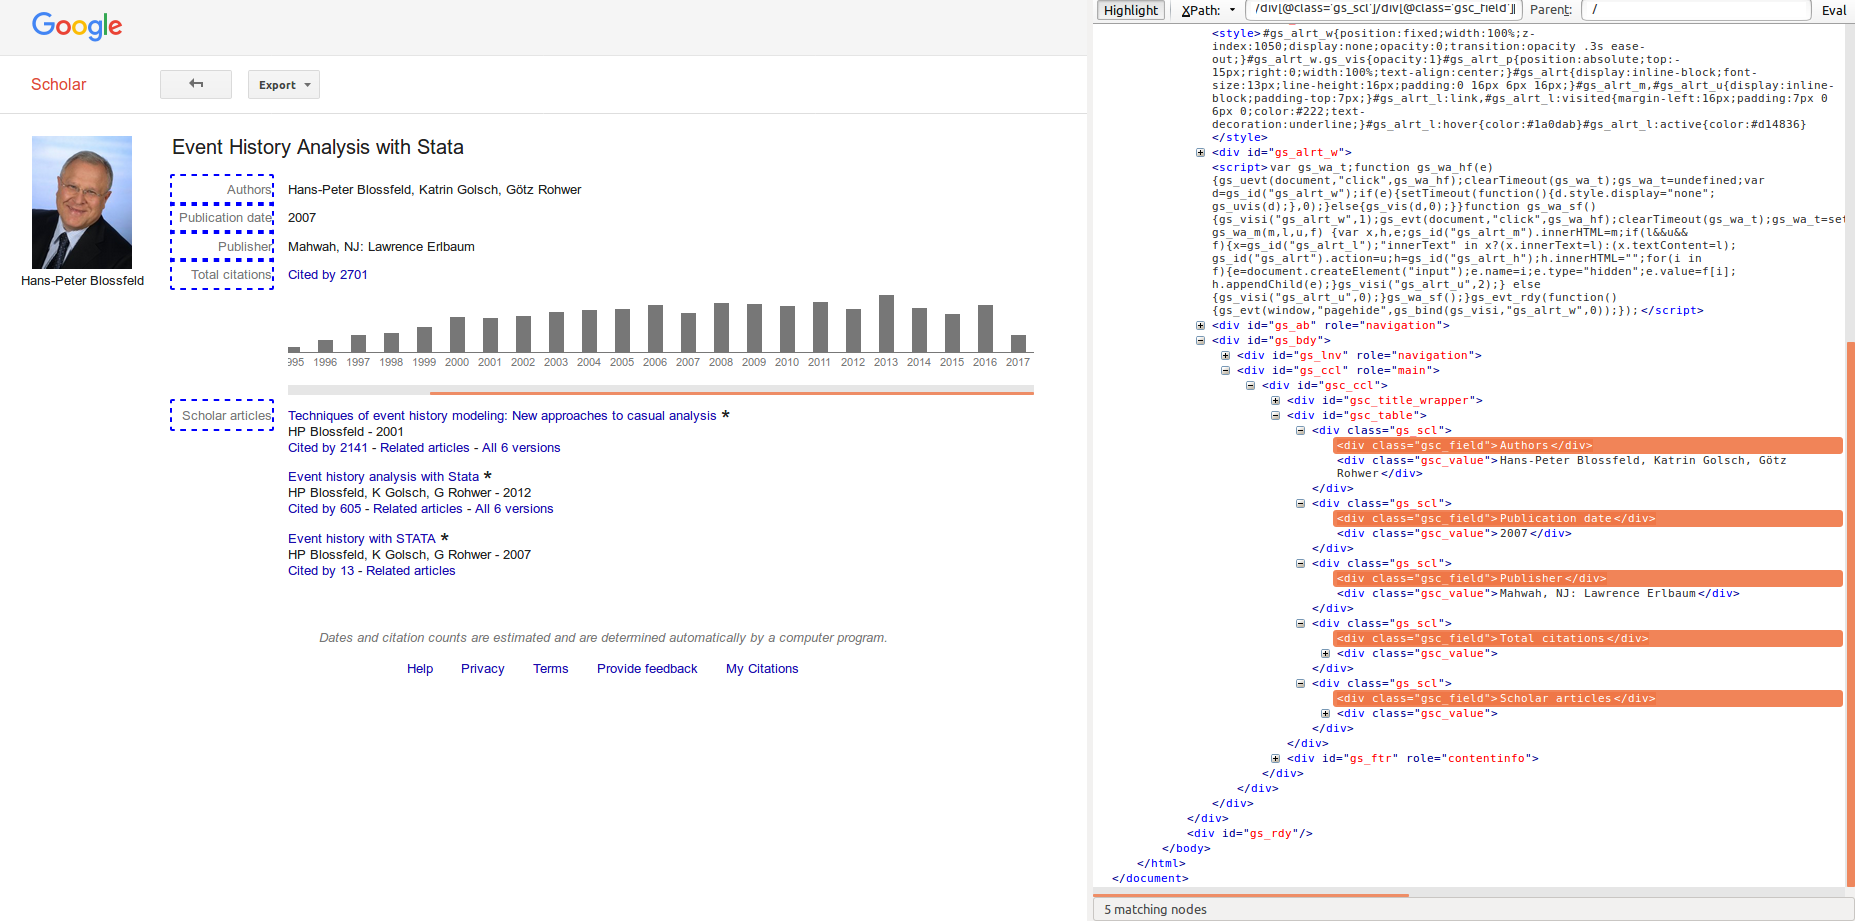 Google
Scholar
Export
Hans-Peter Blossfeld
Event History Analysis with Stata
Authors Hans-Peter Blossfeld, Katrin Golsch, Götz Rohwer
Publication date 2007
Publisher Mahwah, NJ: Lawrence Erlbaum
Total citations Cited by 2701
995 1996 1997 1998 1999 2000 2001 2002 2003 2004 2005 2006 2007 2008 2009 2010 2011 2012 2013 2014 2015 2016 2017
Scholar articles Techniques of event history modeling: New approaches to casual analysis *
HP Blossfeld - 2001
Cited by 2141 - Related articles - All 6 versions
Event history analysis with Stata *
HP Blossfeld, K Golsch, G Rohwer - 2012
Cited by 605 - Related articles - All 6 versions
Event history with STATA *
HP Blossfeld, K Golsch, G Rohwer - 2007
Cited by 13 - Related articles
Dates and citation counts are estimated and are determined automatically by a computer program.
Help Privacy Terms Provide feedback My Citations
Highlight XPath: /div[@class='gs_scl']/div[@class='gsc_field'] Parent: / Eval
<style>#gs_alrt_w{position:fixed;width:100%;z-
index:1050;display:none;opacity:0;transition:opacity .3s ease-
out;}#gs_alrt_w.gs_vis{opacity:1}#gs_alrt_p{position:absolute;top:-
15px;right:0;width:100%;text-align:center;}#gs_alrt{display:inline-block;font-
size:13px;line-height:16px;padding:0 16px 6px 16px;}#gs_alrt_m,#gs_alrt_u{display:inline-
block;padding-top:7px;}#gs_alrt_l:link,#gs_alrt_l:visited{margin-left:16px;padding:7px 0
6px 0;color:#222;text-
decoration:underline;}#gs_alrt_l:hover{color:#1a0dab}#gs_alrt_l:active{color:#d14836}
</style>
<div id="gs_alrt_w">
<script>var gs_wa_t;function gs_wa_hf(e)
{gs_uevt(document,"click",gs_wa_hf);clearTimeout(gs_wa_t);gs_wa_t=undefined;var
d=gs_id("gs_alrt_w");if(e){setTimeout(function(){d.style.display="none";
gs_uvis(d);},0);}else{gs_vis(d,0);}}function gs_wa_sf()
{gs_visi("gs_alrt_w",1);gs_evt(document,"click",gs_wa_hf);clearTimeout(gs_wa_t);gs_wa_t=set
gs_wa_m(m,l,u,f) {var x,h,e;gs_id("gs_alrt_m").innerHTML=m;if(l&&u&&
f){x=gs_id("gs_alrt_l");"innerText" in x?(x.innerText=l):(x.textContent=l);
gs_id("gs_alrt").action=u;h=gs_id("gs_alrt_h");h.innerHTML="";for(i in
f){e=document.createElement("input");e.name=i;e.type="hidden";e.value=f[i];
h.appendChild(e);}gs_visi("gs_alrt_u",2);} else
{gs_visi("gs_alrt_u",0);}gs_wa_sf();}gs_evt_rdy(function()
{gs_evt(window,"pagehide",gs_bind(gs_visi,"gs_alrt_w",0));});</script>
<div id="gs_ab" role="navigation">
<div id="gs_bdy">
<div id="gs_lnv" role="navigation">
<div id="gs_ccl" role="main">
<div id="gsc_ccl">
<div id="gsc_title_wrapper">
<div id="gsc_table">
<div class="gs_scl">
<div class="gsc_field">Authors</div>
<div class="gsc_value">Hans-Peter Blossfeld, Katrin Golsch, Götz
Rohwer</div>
</div>
<div class="gs_scl">
<div class="gsc_field">Publication date</div>
<div class="gsc_value">2007</div>
</div>
<div class="gs_scl">
<div class="gsc_field">Publisher</div>
<div class="gsc_value">Mahwah, NJ: Lawrence Erlbaum</div>
</div>
<div class="gs_scl">
<div class="gsc_field">Total citations</div>
<div class="gsc_value">
</div>
<div class="gs_scl">
<div class="gsc_field">Scholar articles</div>
<div class="gsc_value">
</div>
</div>
<div id="gs_ftr" role="contentinfo">
</div>
</div>
</div>
</div>
<div id="gs_rdy"/>
</body>
</html>
</document>
5 matching nodes